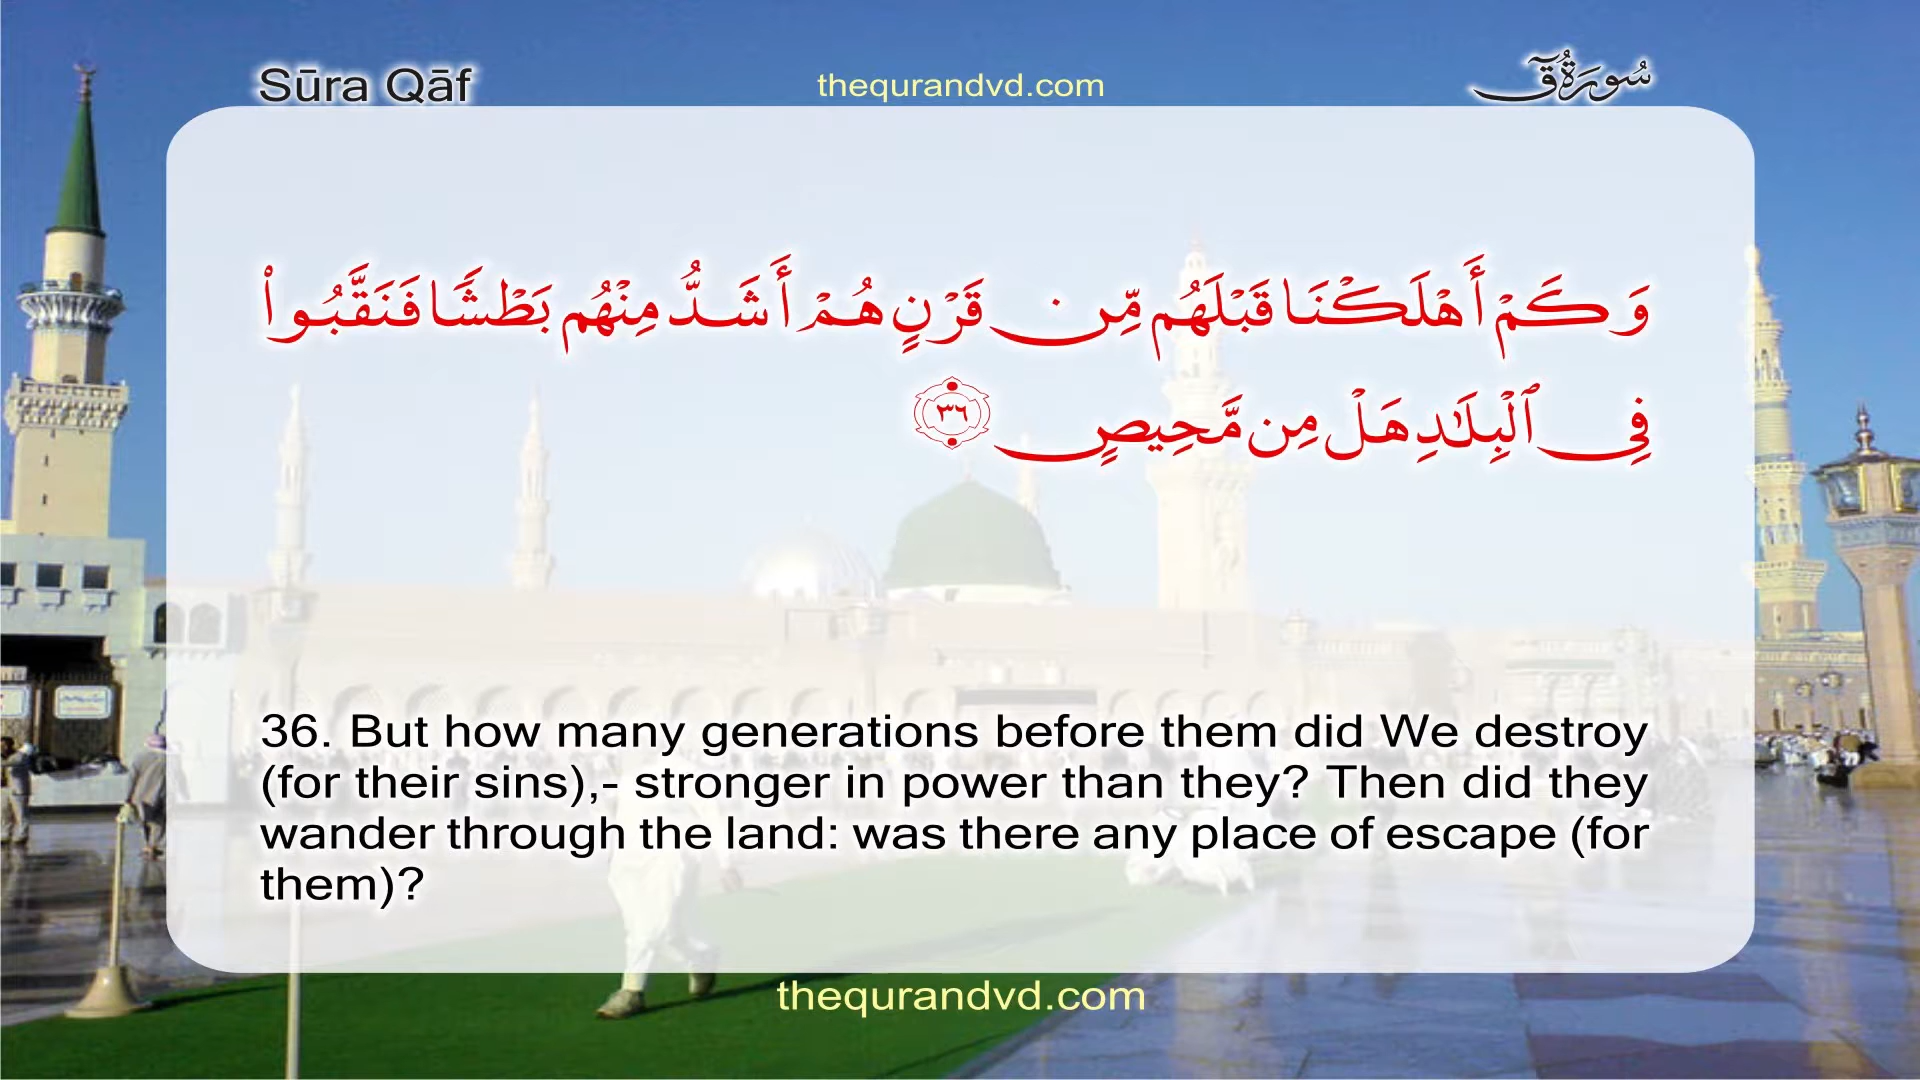 Sūra Qāf
thequrandvd.com
سُورَةُ قٓ
وَكَمْ أَهْلَكْنَا قَبْلَهُم مِّن قَرْنٍ هُمْ أَشَدُّ مِنْهُم بَطْشًا فَنَقَّبُوا۟
فِى ٱلْبِلَـٰدِ هَلْ مِن مَّحِيصٍ ٣٦
36. But how many generations before them did We destroy
(for their sins),- stronger in power than they? Then did they
wander through the land: was there any place of escape (for
them)?
thequrandvd.com